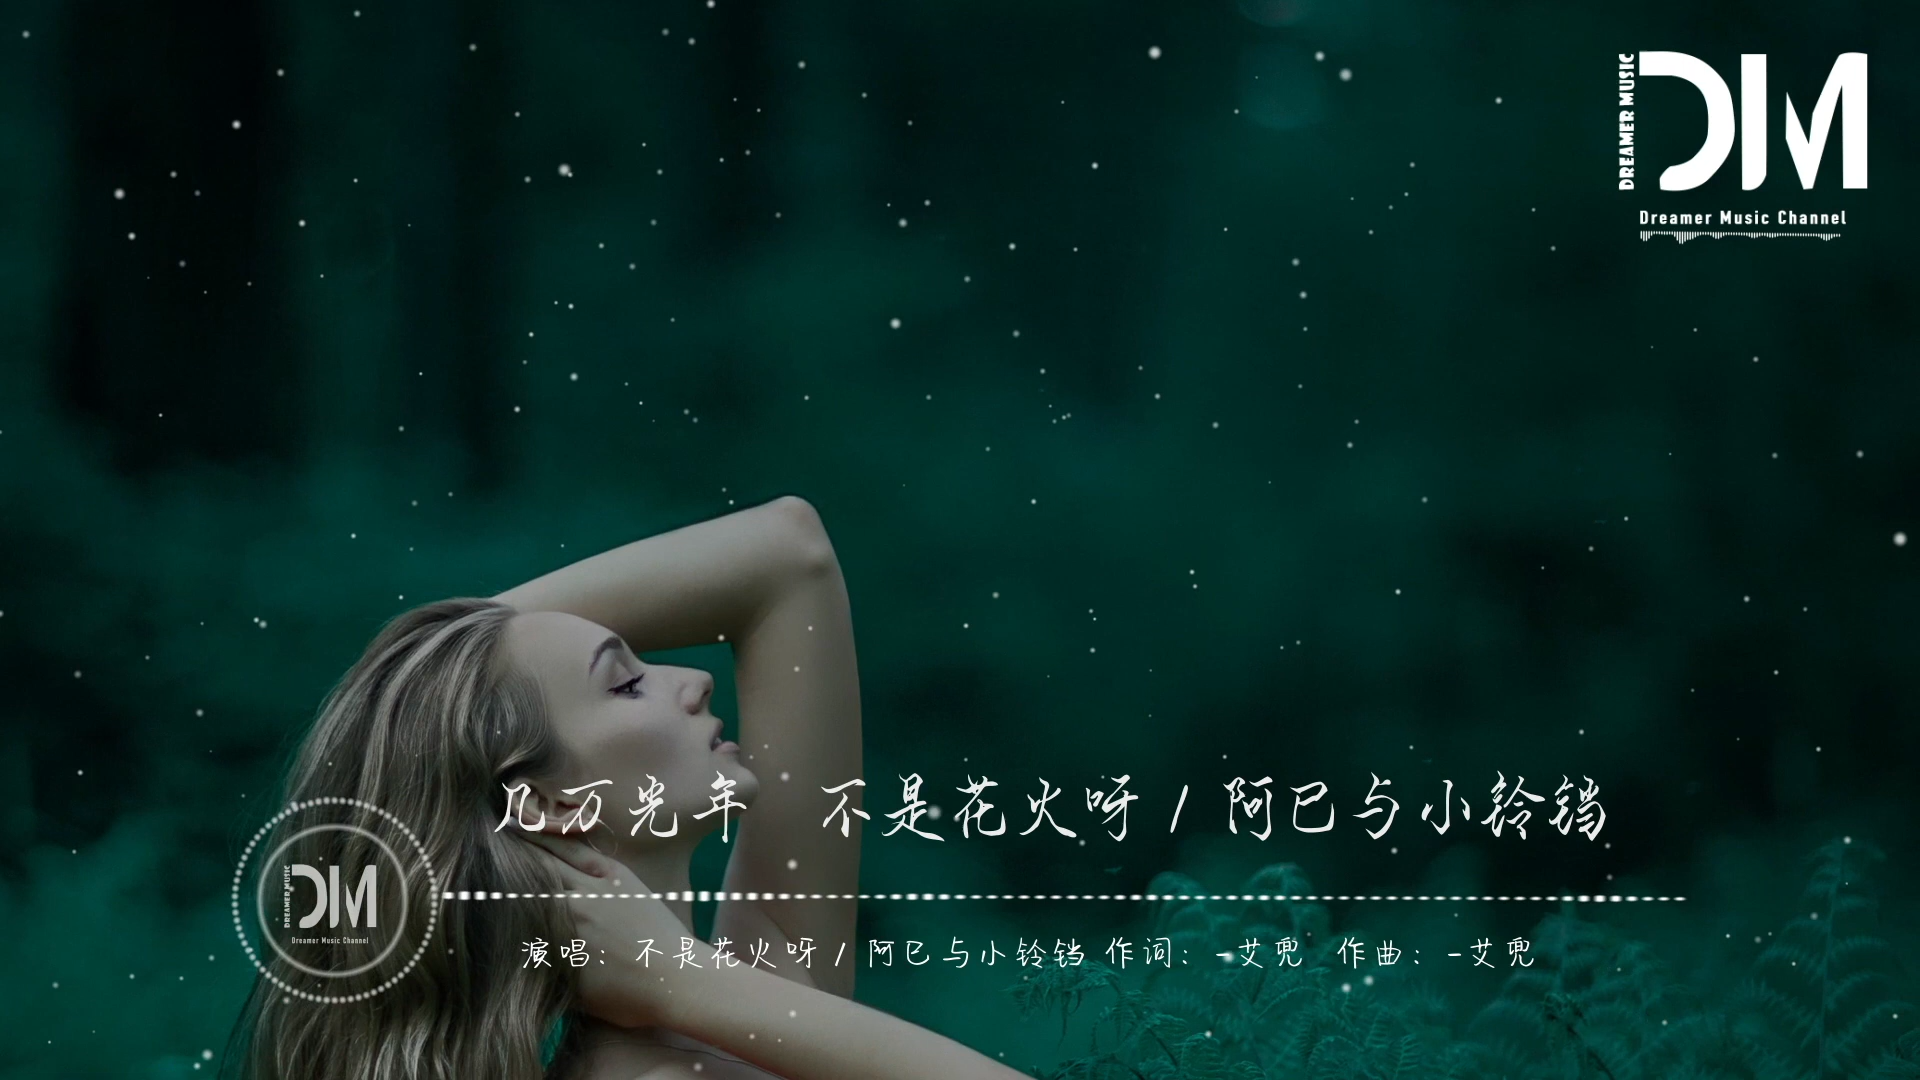 DREAMER MUSIC
DM
Dreamer Music Channel
几万光年 不是花火呀 / 阿巳与小铃铛
DREAMER MUSIC
DM
Dreamer Music Channel
演唱: 不是花火呀 / 阿巳与小铃铛 作词: -艾兜 作曲: -艾兜